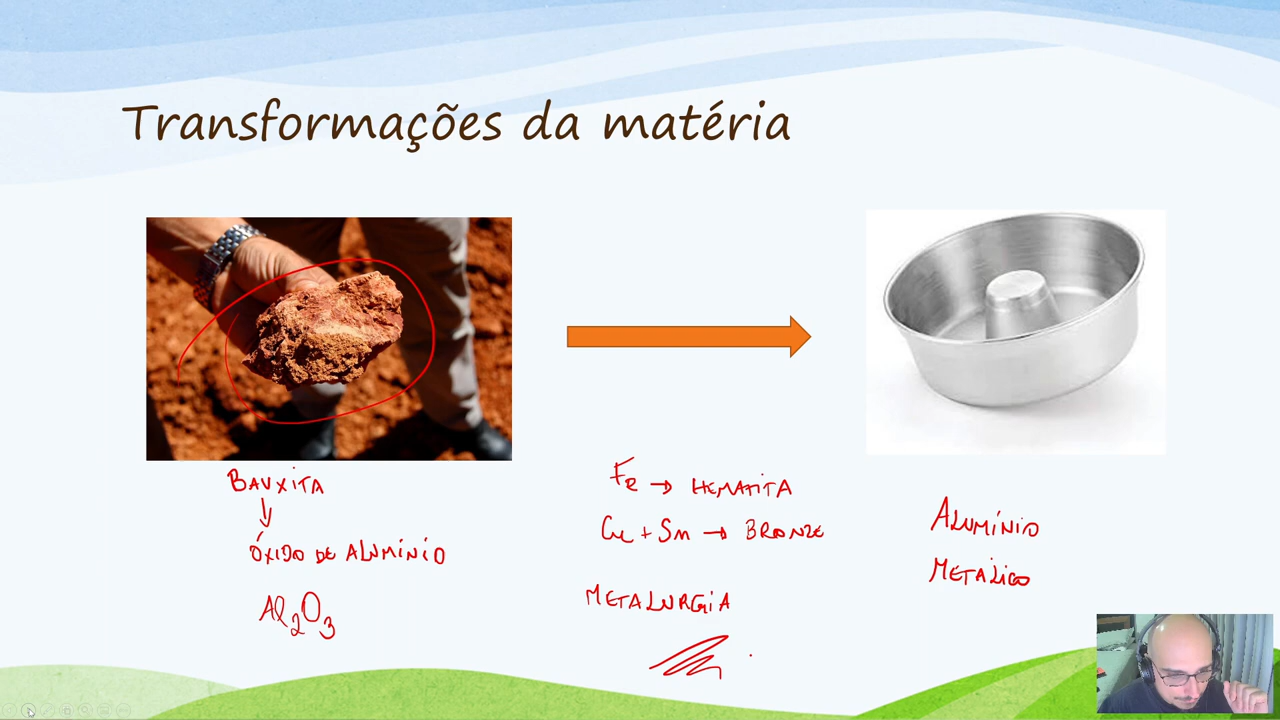 Transformações da matéria
BAUXITA
ÓXIDO DE ALUMÍNIO
Al2O3
Fe → HEMATITA
Cu + Sn → BRONZE
METALURGIA
ALUMÍNIO
METÁLICO